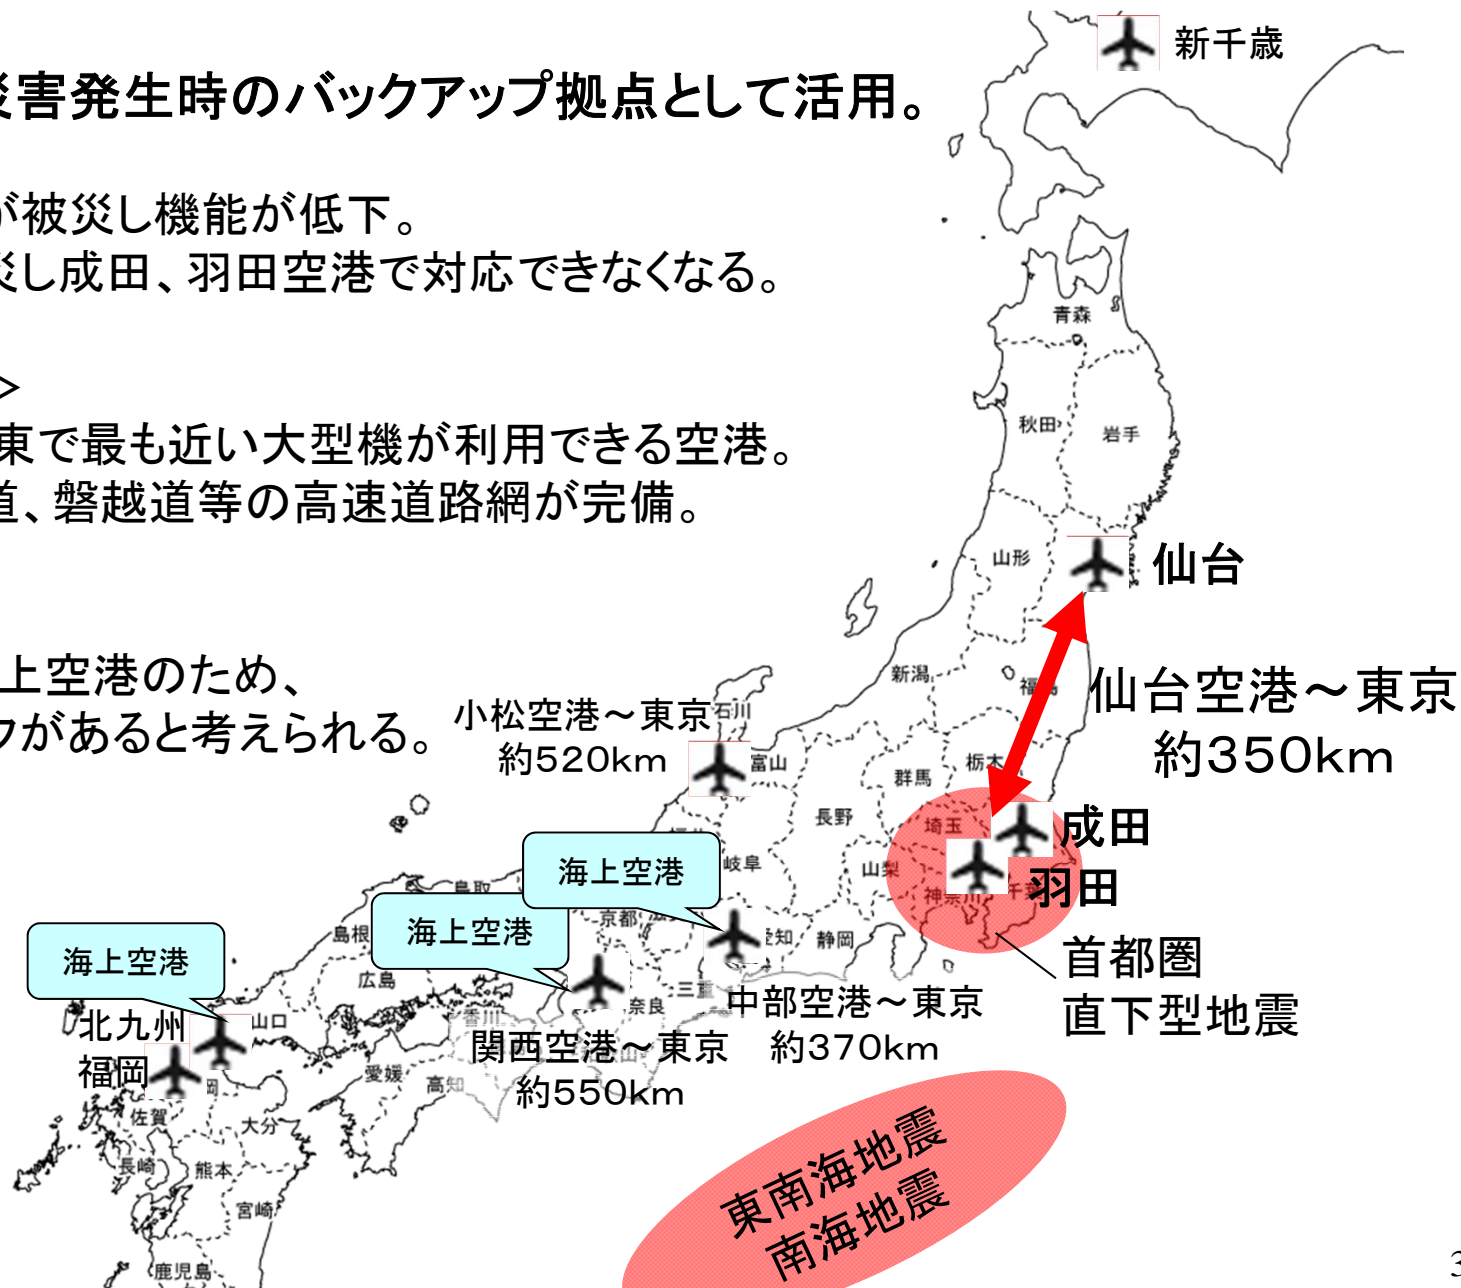 新千歳
災害発生時のバックアップ拠点として活用。
が被災し機能が低下。
災し成田、羽田空港で対応できなくなる。
＞
東で最も近い大型機が利用できる空港。
道、磐越道等の高速道路網が完備。
上空港のため、
クがあると考えられる。
青森
秋田
岩手
山形
仙台
新潟
福島
仙台空港～東京
約350km
小松空港～東京
約520km
石川
富山
群馬
栃木
長野
埼玉
成田
岐阜
山梨
神奈川
千葉
羽田
海上空港
鳥取
海上空港
京都
愛知
静岡
島根
海上空港
広島
首都圏
直下型地震
奈良
三重
中部空港～東京
約370km
北九州
福岡
山口
香川
関西空港～東京
約550km
愛媛
高知
佐賀
大分
長崎
熊本
宮崎
鹿児島
東南海地震
南海地震